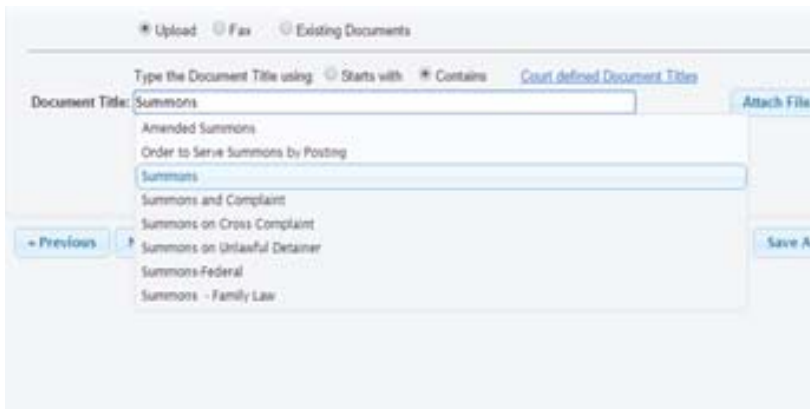 Upload Fax Existing Documents
Type the Document Title using: Starts with Contains Court defined Document Titles
Document Title: Summons Attach File
Amended Summons
Order to Serve Summons by Posting
Summons
Summons and Complaint
Summons on Cross Complaint
« Previous N Summons on Unlawful Detainer Save A
Summons-Federal
Summons - Family Law